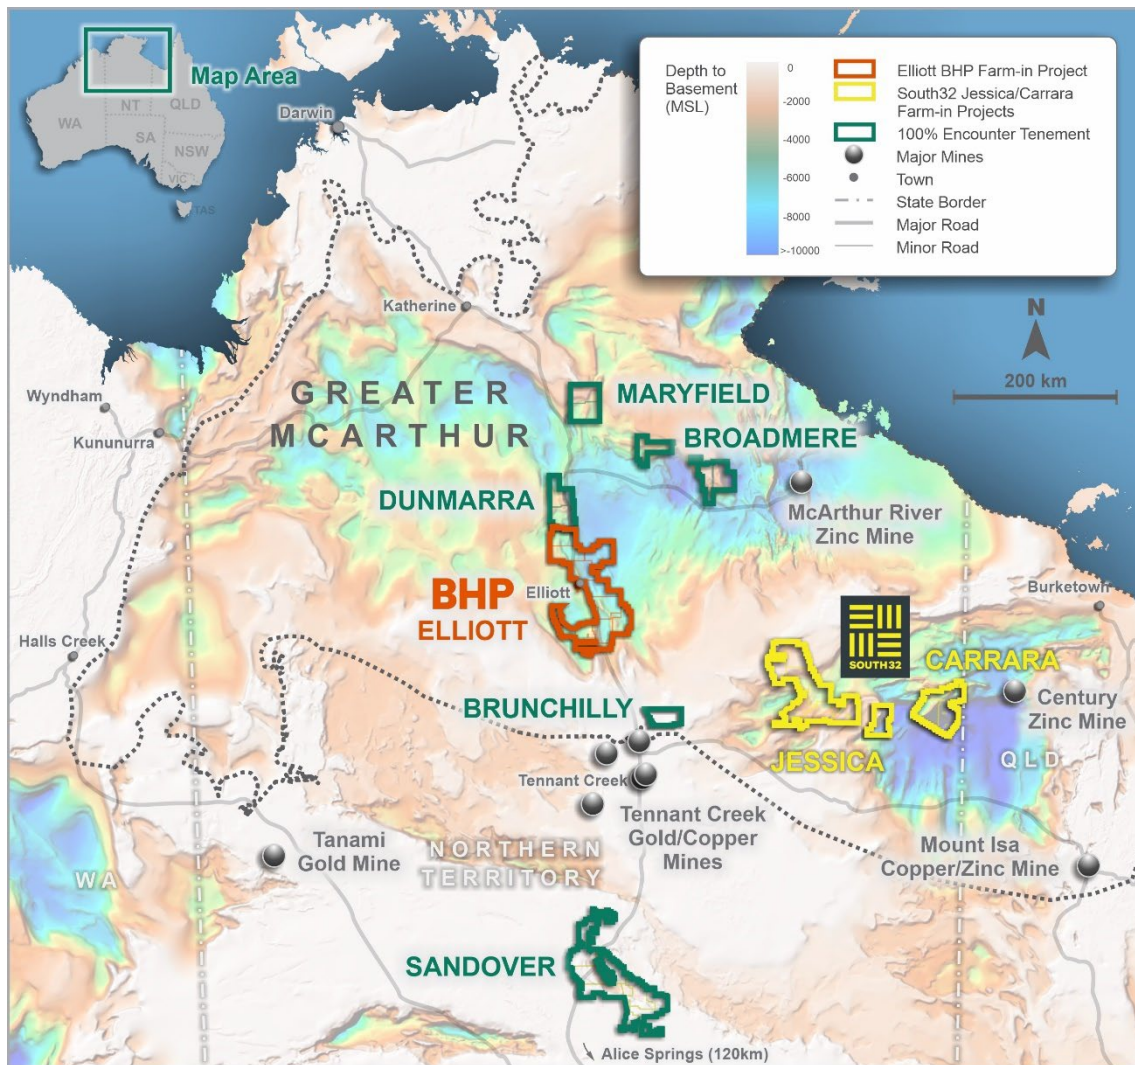 Map Area
NT
QLD
WA
SA
NSW
VIC
TAS
Darwin
Depth to
Basement
(MSL)
0
-2000
-4000
-6000
-8000
>-10000
Elliott BHP Farm-in Project
South32 Jessica/Carrara
Farm-in Projects
100% Encounter Tenement
Major Mines
Town
State Border
Major Road
Minor Road
N
200 km
Katherine
Wyndham
Kununurra
GREATER
MCARTHUR
MARYFIELD
BROADMERE
DUNMARRA
McArthur River
Zinc Mine
BHP
ELLIOTT
Elliott
Burketown
Halls Creek
SOUTH32
CARRARA
BRUNCHILLY
JESSICA
Century
Zinc Mine
QLD
Tennant Creek
Tennant Creek
Gold/Copper
Mines
Tanami
Gold Mine
NORTHERN
TERRITORY
WA
Mount Isa
Copper/Zinc Mine
SANDOVER
Alice Springs (120km)